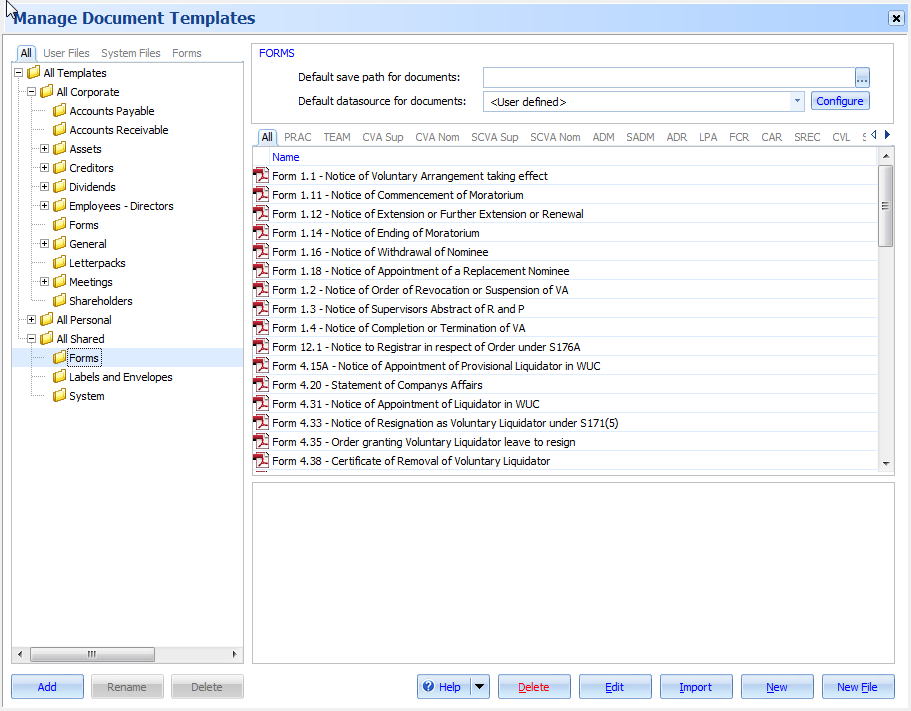 Manage Document Templates
All User Files System Files Forms
All Templates
All Corporate
Accounts Payable
Accounts Receivable
Assets
Creditors
Dividends
Employees - Directors
Forms
General
Letterpacks
Meetings
Shareholders
All Personal
All Shared
Forms
Labels and Envelopes
System
Add Rename Delete
FORMS
Default save path for documents: ...
Default datasource for documents: <User defined> Configure
All PRAC TEAM CVA Sup CVA Nom SCVA Sup SCVA Nom ADM SADM ADR LPA FCR CAR SREC CVL
Name
Form 1.1 - Notice of Voluntary Arrangement taking effect
Form 1.11 - Notice of Commencement of Moratorium
Form 1.12 - Notice of Extension or Further Extension or Renewal
Form 1.14 - Notice of Ending of Moratorium
Form 1.16 - Notice of Withdrawal of Nominee
Form 1.18 - Notice of Appointment of a Replacement Nominee
Form 1.2 - Notice of Order of Revocation or Suspension of VA
Form 1.3 - Notice of Supervisors Abstract of R and P
Form 1.4 - Notice of Completion or Termination of VA
Form 12.1 - Notice to Registrar in respect of Order under S176A
Form 4.15A - Notice of Appointment of Provisional Liquidator in WUC
Form 4.20 - Statement of Companys Affairs
Form 4.31 - Notice of Appointment of Liquidator in WUC
Form 4.33 - Notice of Resignation as Voluntary Liquidator under S171(5)
Form 4.35 - Order granting Voluntary Liquidator leave to resign
Form 4.38 - Certificate of Removal of Voluntary Liquidator
Help Delete Edit Import New New File